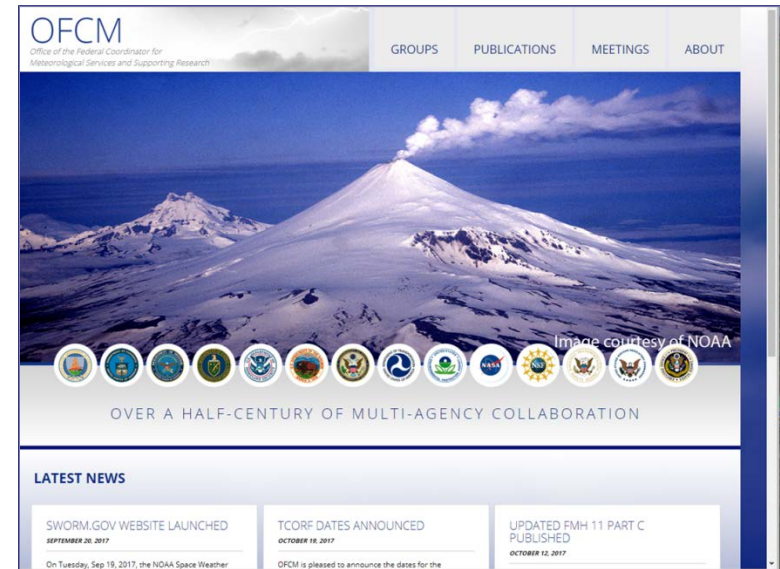 OFCM
Office of the Federal Coordinator for
Meteorological Services and Supporting Research
GROUPS PUBLICATIONS MEETINGS ABOUT
Image courtesy of NOAA
NASA
NSF
OVER A HALF-CENTURY OF MULTI-AGENCY COLLABORATION
LATEST NEWS
SWORM.GOV WEBSITE LAUNCHED
SEPTEMBER 20, 2017
On Tuesday, Sep 19, 2017, the NOAA Space Weather
TCORF DATES ANNOUNCED
OCTOBER 19, 2017
OFCM is pleased to announce the dates for the
UPDATED FMH 11 PART C
PUBLISHED
OCTOBER 12, 2017